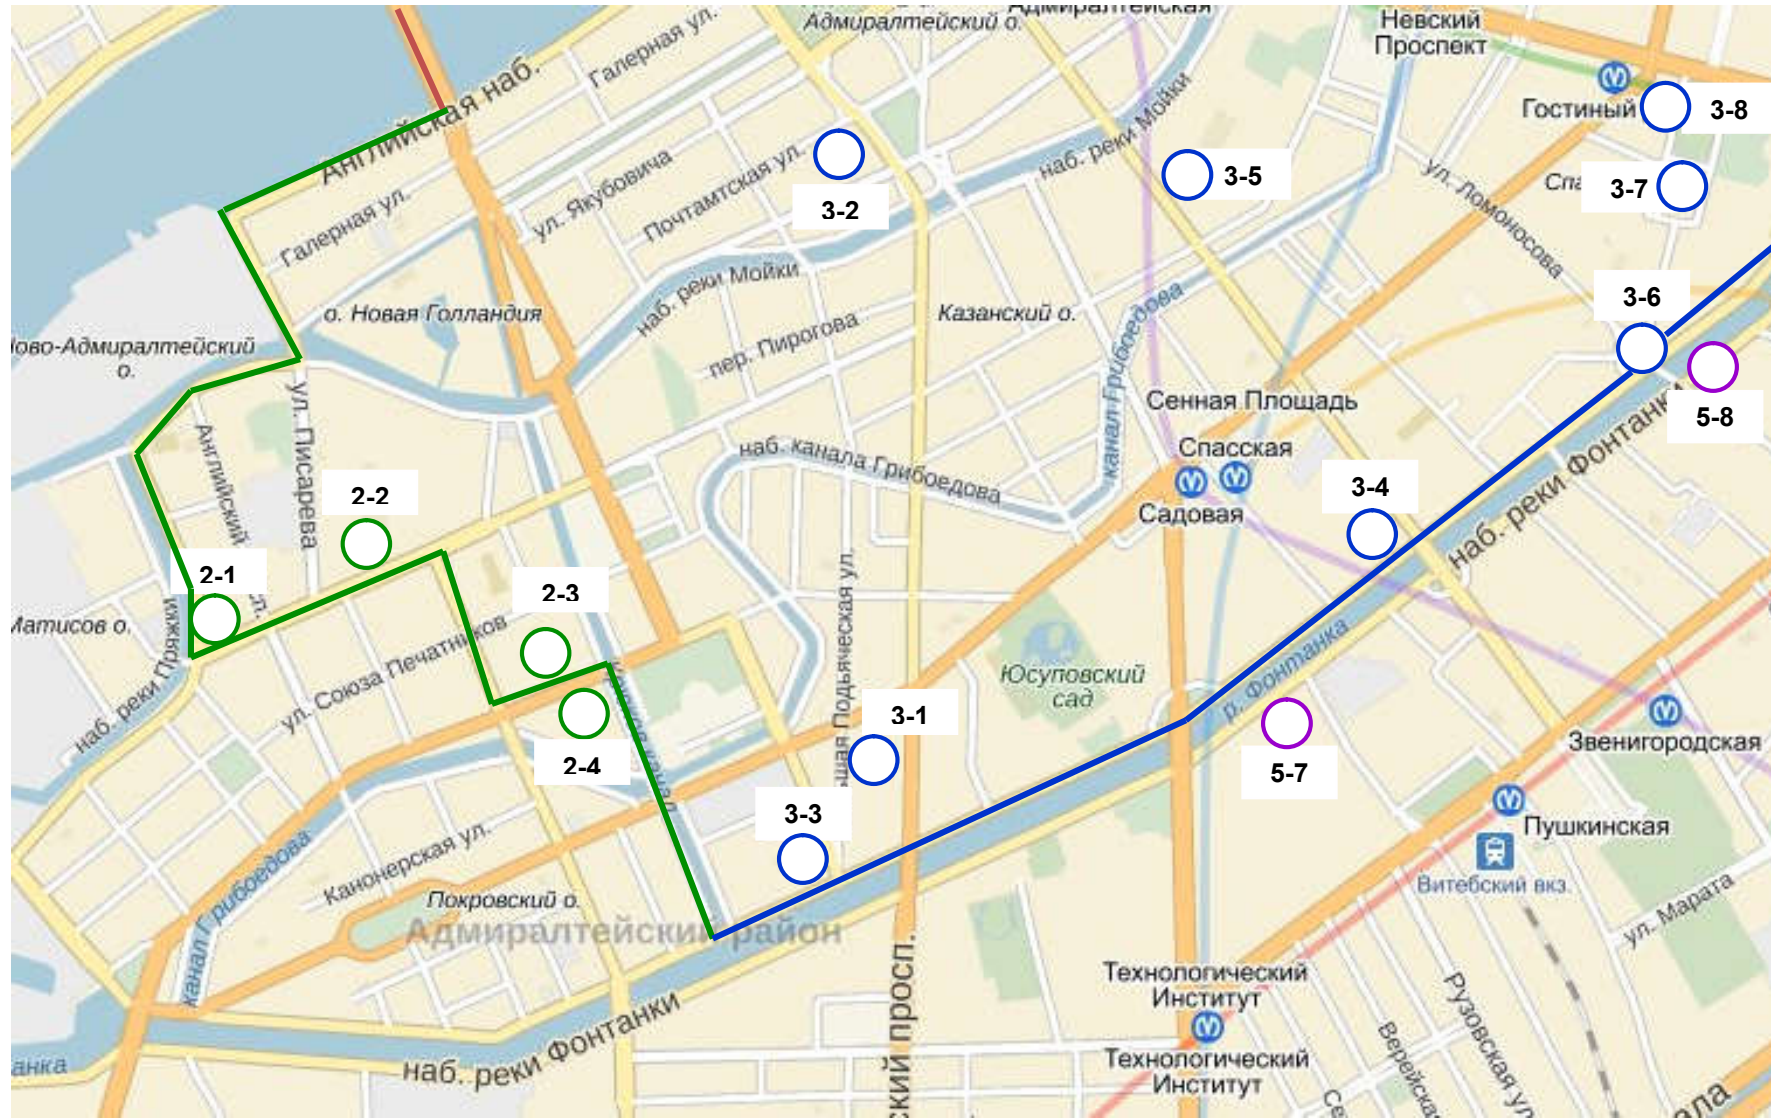 Адмиралтейский о.
Адмиралтейская
Невский
Проспект
Галерная ул.
Английская наб.
Гостиный
3-8
наб. реки Мойки
ул. Якубовича
Почтамтская ул.
3-2
3-5
ул. Ломоносова
3-7
Галерная ул.
наб. реки Мойки
о. Новая Голландия
Казанский о.
3-6
пер. Пирогова
канал Грибоедова
о.
ул. Писарева
Сенная Площадь
5-8
Английский
Спасская
наб. канала Грибоедова
Садовая
3-4
наб. реки Фонтанки
2-2
2-1
2-3
Матисов о.
наб. реки Пряжки
ул. Союза Печатников
Юсуповский
сад
р. Фонтанка
3-1
Звенигородская
2-4
5-7
3-3
Пушкинская
Канонерская ул.
канал Грибоедова
Витебский вкз.
Покровский о.
Адмиралтейский район
ул. Марата
Технологический
Институт
Технологический
Институт
наб. реки Фонтанки
Рузовская ул.
Верейская